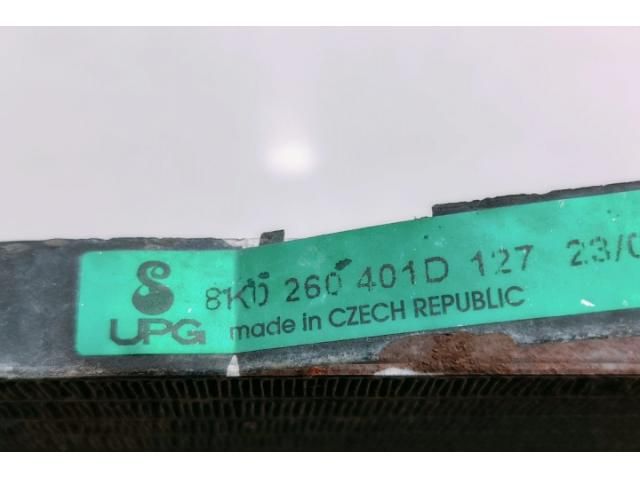 8K0 260 401D 127 23/0
UPG made in CZECH REPUBLIC